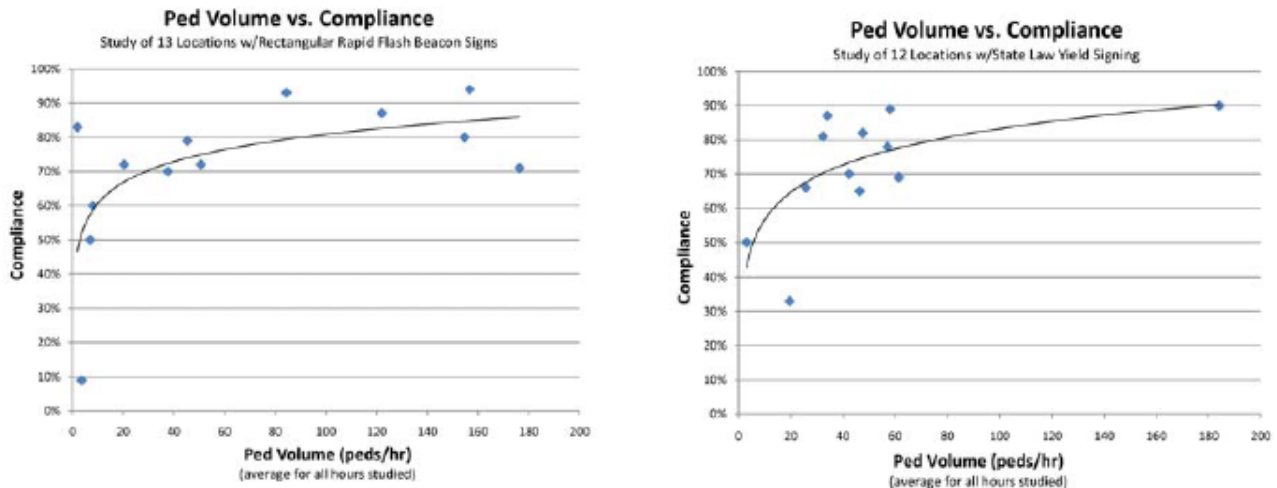 Ped Volume vs. Compliance
Study of 13 Locations w/Rectangular Rapid Flash Beacon Signs
100%
90%
80%
70%
60%
50%
40%
30%
20%
10%
0%
Compliance
0 20 40 60 80 100 120 140 160 180 200
Ped Volume (peds/hr)
(average for all hours studied)
Ped Volume vs. Compliance
Study of 12 Locations w/State Law Yield Signing
100%
90%
80%
70%
60%
50%
40%
30%
20%
10%
0%
Compliance
0 20 40 60 80 100 120 140 160 180 200
Ped Volume (peds/hr)
(average for all hours studied)